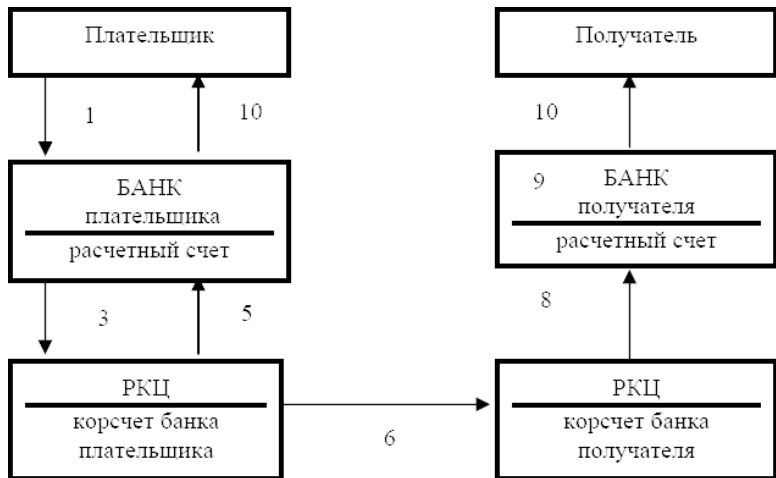 Плательщик
Получатель
1
10
10
БАНК
плательщика
расчетный счет
9 БАНК
получателя
расчетный счет
3
5
8
РКЦ
корсчет банка
плательщика
6
РКЦ
корсчет банка
получателя